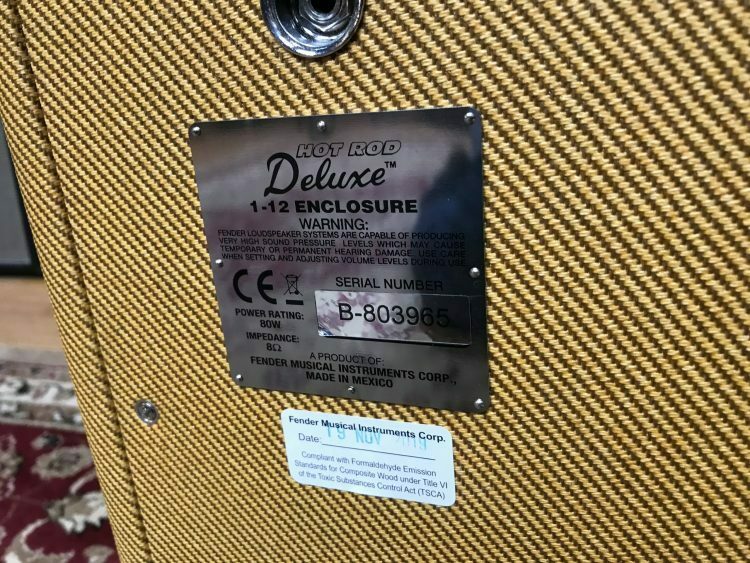 HOT ROD
Deluxe™
1-12 ENCLOSURE
WARNING:
FENDER LOUDSPEAKER SYSTEMS ARE CAPABLE OF PRODUCING
VERY HIGH SOUND PRESSURE LEVELS WHICH MAY CAUSE
TEMPORARY OR PERMANENT HEARING DAMAGE. USE CARE
WHEN SETTING AND ADJUSTING VOLUME LEVELS DURING USE.
CE
SERIAL NUMBER
B-803965
POWER RATING:
80W
IMPEDANCE:
8Ω
A PRODUCT OF:
FENDER MUSICAL INSTRUMENTS CORP.,
MADE IN MEXICO
Fender Musical Instruments Corp.
Date: 19 NOV
Compliant with Formaldehyde Emission
Standards for Composite Wood under Title VI
of the Toxic Substances Control Act (TSCA)